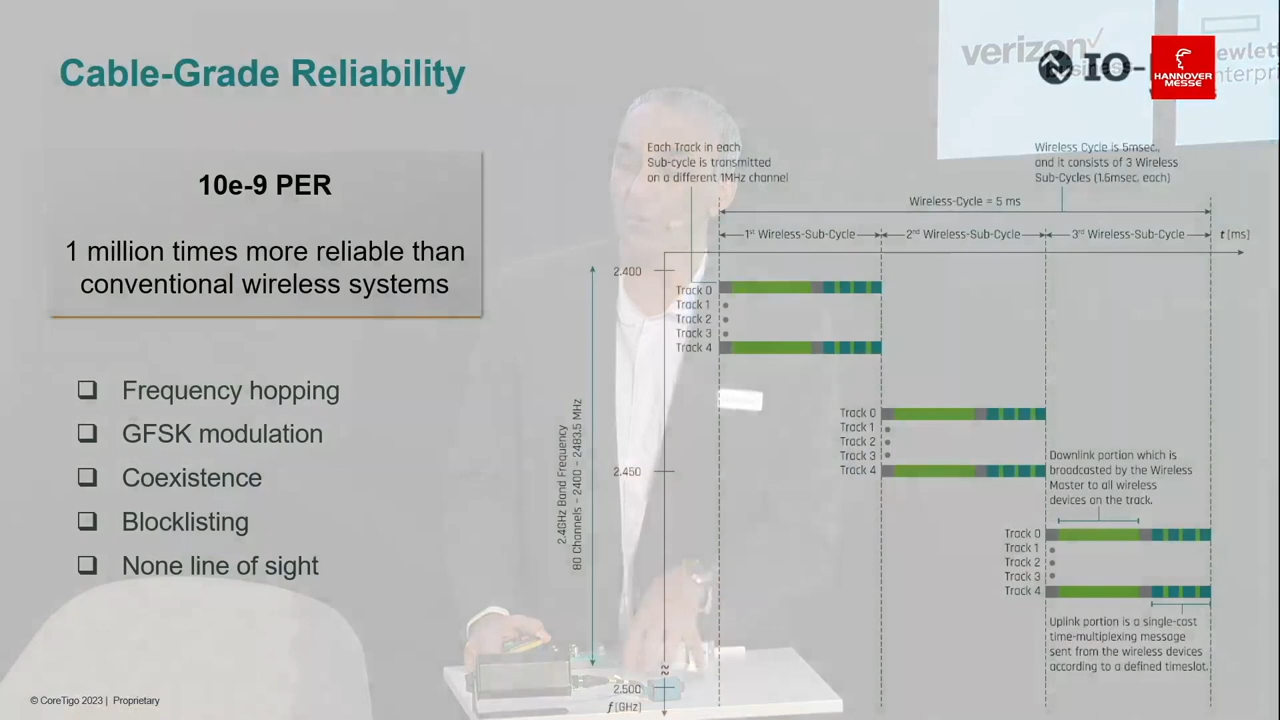 Cable-Grade Reliability
verizon
business
IO-
HANNOVER
MESSE
10e-9 PER
1 million times more reliable than
conventional wireless systems
Frequency hopping
GFSK modulation
Coexistence
Blocklisting
None line of sight
Each Track in each
Sub-cycle is transmitted
on a different 1MHz channel
Wireless Cycle is 5msec.,
and it consists of 3 Wireless
Sub-Cycles (1.6msec. each)
Wireless-Cycle = 5 ms
1st Wireless-Sub-Cycle
2nd Wireless-Sub-Cycle
3rd Wireless-Sub-Cycle
t [ms]
2.400
Track 0
Track 1
Track 2
Track 3
Track 4
2.4GHz Band Frequency
80 Channels – 2400 – 2483.5 MHz
2.450
Track 0
Track 1
Track 2
Track 3
Track 4
Downlink portion which is
broadcasted by the Wireless
Master to all wireless
devices on the track.
Track 0
Track 1
Track 2
Track 3
Track 4
Uplink portion is a single-cast
time-multiplexing message
sent from the wireless devices
according to a defined timeslot.
2.500
f [GHz]
© CoreTigo 2023 | Proprietary